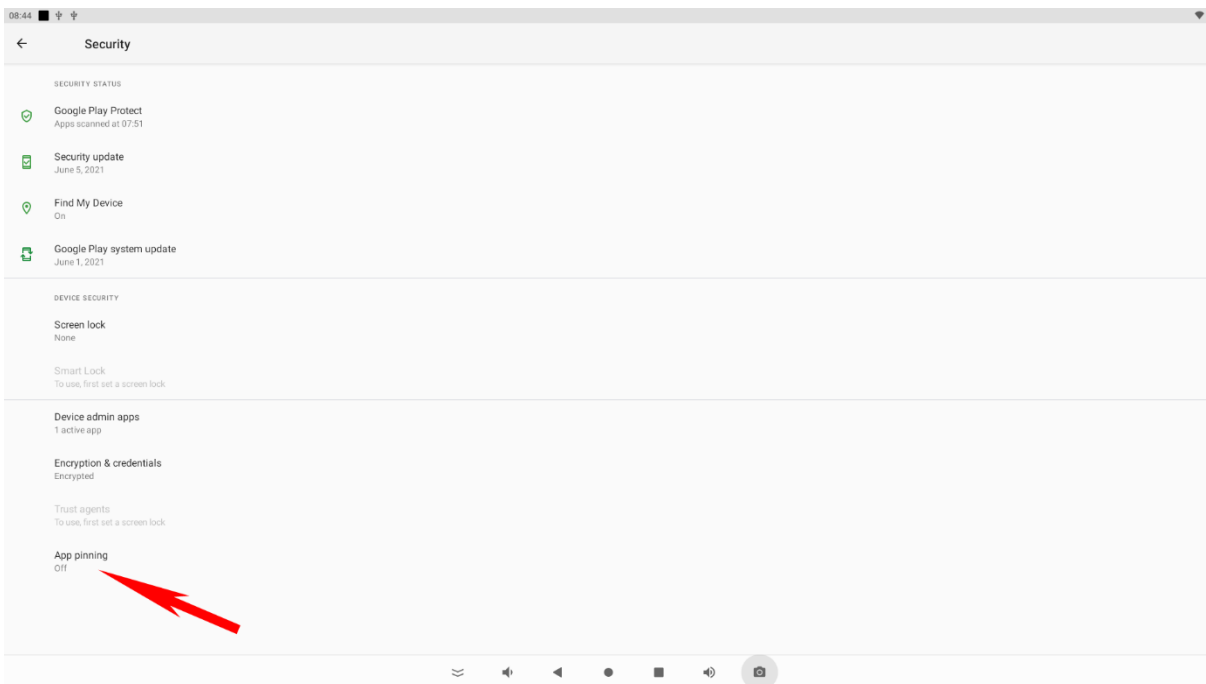 08:44
Security
SECURITY STATUS
Google Play Protect
Apps scanned at 07:51
Security update
June 5, 2021
Find My Device
On
Google Play system update
June 1, 2021
DEVICE SECURITY
Screen lock
None
Smart Lock
To use, first set a screen lock
Device admin apps
1 active app
Encryption & credentials
Encrypted
Trust agents
To use, first set a screen lock
App pinning
Off